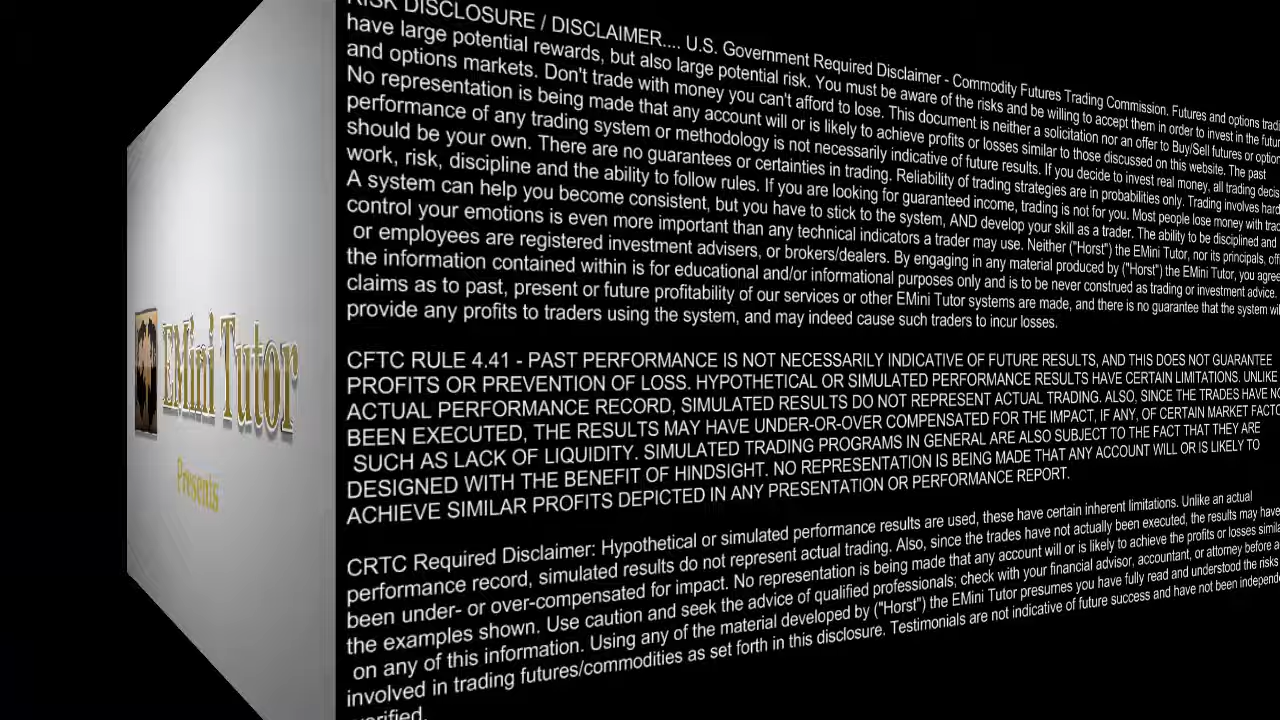 EMini Tutor
Presents
RISK DISCLOSURE / DISCLAIMER.... U.S. Government Required Disclaimer - Commodity Futures Trading Commission. Futures and options
have large potential rewards, but also large potential risk. You must be aware of the risks and be willing to accept them in order to invest in the
and options markets. Don't trade with money you can't afford to lose. This document is neither a solicitation nor an offer to Buy/Sell futures or
No representation is being made that any account will or is likely to achieve profits or losses similar to those discussed on this website. The past
performance of any trading system or methodology is not necessarily indicative of future results. If you decide to invest real money, all trading
should be your own. There are no guarantees or certainties in trading. Reliability of trading strategies are in probabilities only. Trading involves hard
work, risk, discipline and the ability to follow rules. If you are looking for guaranteed income, trading is not for you. Most people lose money with
A system can help you become consistent, but you have to stick to the system, AND develop your skill as a trader. The ability to be disciplined and
control your emotions is even more important than any technical indicators a trader may use. Neither ("Horst") the EMini Tutor, nor its principals,
or employees are registered investment advisers, or brokers/dealers. By engaging in any material produced by ("Horst") the EMini Tutor, you
the information contained within is for educational and/or informational purposes only and is to be never construed as trading or investment advice.
claims as to past, present or future profitability of our services or other EMini Tutor systems are made, and there is no guarantee that the system
provide any profits to traders using the system, and may indeed cause such traders to incur losses.
CFTC RULE 4.41 - PAST PERFORMANCE IS NOT NECESSARILY INDICATIVE OF FUTURE RESULTS, AND THIS DOES NOT GUARANTEE
PROFITS OR PREVENTION OF LOSS. HYPOTHETICAL OR SIMULATED PERFORMANCE RESULTS HAVE CERTAIN LIMITATIONS. UNLIKE
ACTUAL PERFORMANCE RECORD, SIMULATED RESULTS DO NOT REPRESENT ACTUAL TRADING. ALSO, SINCE THE TRADES HAVE
BEEN EXECUTED, THE RESULTS MAY HAVE UNDER-OR-OVER COMPENSATED FOR THE IMPACT, IF ANY, OF CERTAIN MARKET
SUCH AS LACK OF LIQUIDITY. SIMULATED TRADING PROGRAMS IN GENERAL ARE ALSO SUBJECT TO THE FACT THAT THEY ARE
DESIGNED WITH THE BENEFIT OF HINDSIGHT. NO REPRESENTATION IS BEING MADE THAT ANY ACCOUNT WILL OR IS LIKELY TO
ACHIEVE SIMILAR PROFITS DEPICTED IN ANY PRESENTATION OR PERFORMANCE REPORT.
CRTC Required Disclaimer: Hypothetical or simulated performance results are used, these have certain inherent limitations. Unlike an actual
performance record, simulated results do not represent actual trading. Also, since the trades have not actually been executed, the results may have
been under- or over-compensated for impact. No representation is being made that any account will or is likely to achieve the profits or losses
the examples shown. Use caution and seek the advice of qualified professionals; check with your financial advisor, accountant, or attorney before
on any of this information. Using any of the material developed by ("Horst") the EMini Tutor presumes you have fully read and understood the risks
involved in trading futures/commodities as set forth in this disclosure. Testimonials are not indicative of future success and have not been
verified.